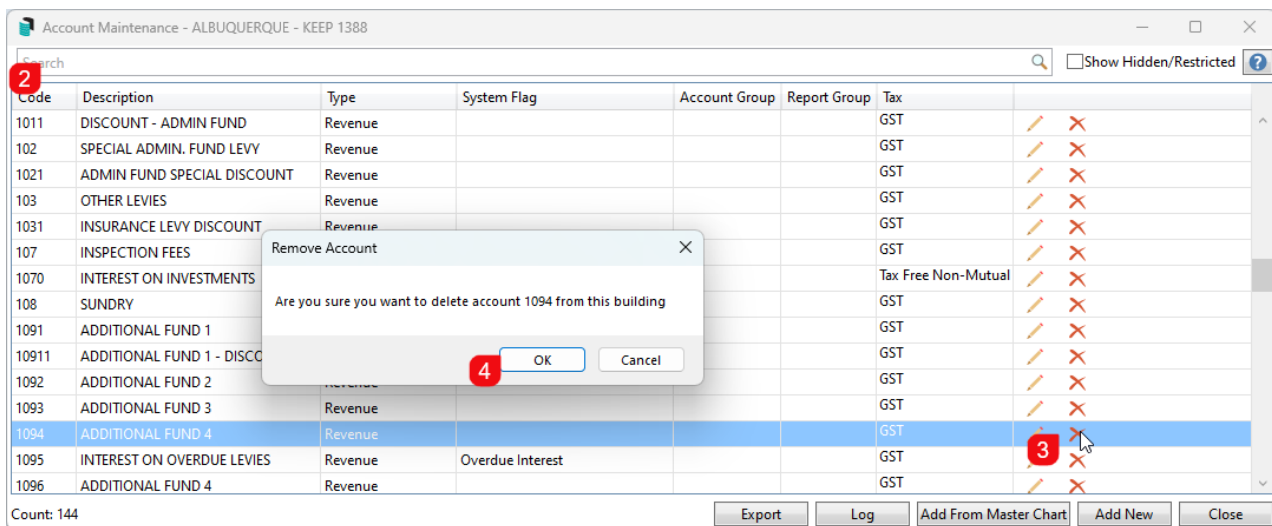 Account Maintenance - ALBUQUERQUE - KEEP 1388
Search Show Hidden/Restricted ?
2
Code Description Type System Flag Account Group Report Group Tax
1011 DISCOUNT - ADMIN FUND Revenue GST
102 SPECIAL ADMIN. FUND LEVY Revenue GST
1021 ADMIN FUND SPECIAL DISCOUNT Revenue GST
103 OTHER LEVIES Revenue GST
1031 INSURANCE LEVY DISCOUNT Revenue GST
107 INSPECTION FEES GST
1070 INTEREST ON INVESTMENTS Tax Free Non-Mutual
108 SUNDRY GST
1091 ADDITIONAL FUND 1 GST
10911 ADDITIONAL FUND 1 - DISCO GST
1092 ADDITIONAL FUND 2 Revenue GST
1093 ADDITIONAL FUND 3 Revenue GST
1094 ADDITIONAL FUND 4 Revenue GST
3
1095 INTEREST ON OVERDUE LEVIES Revenue Overdue Interest GST
1096 ADDITIONAL FUND 4 Revenue GST
Remove Account
Are you sure you want to delete account 1094 from this building
4 OK Cancel
Count: 144 Export Log Add From Master Chart Add New Close